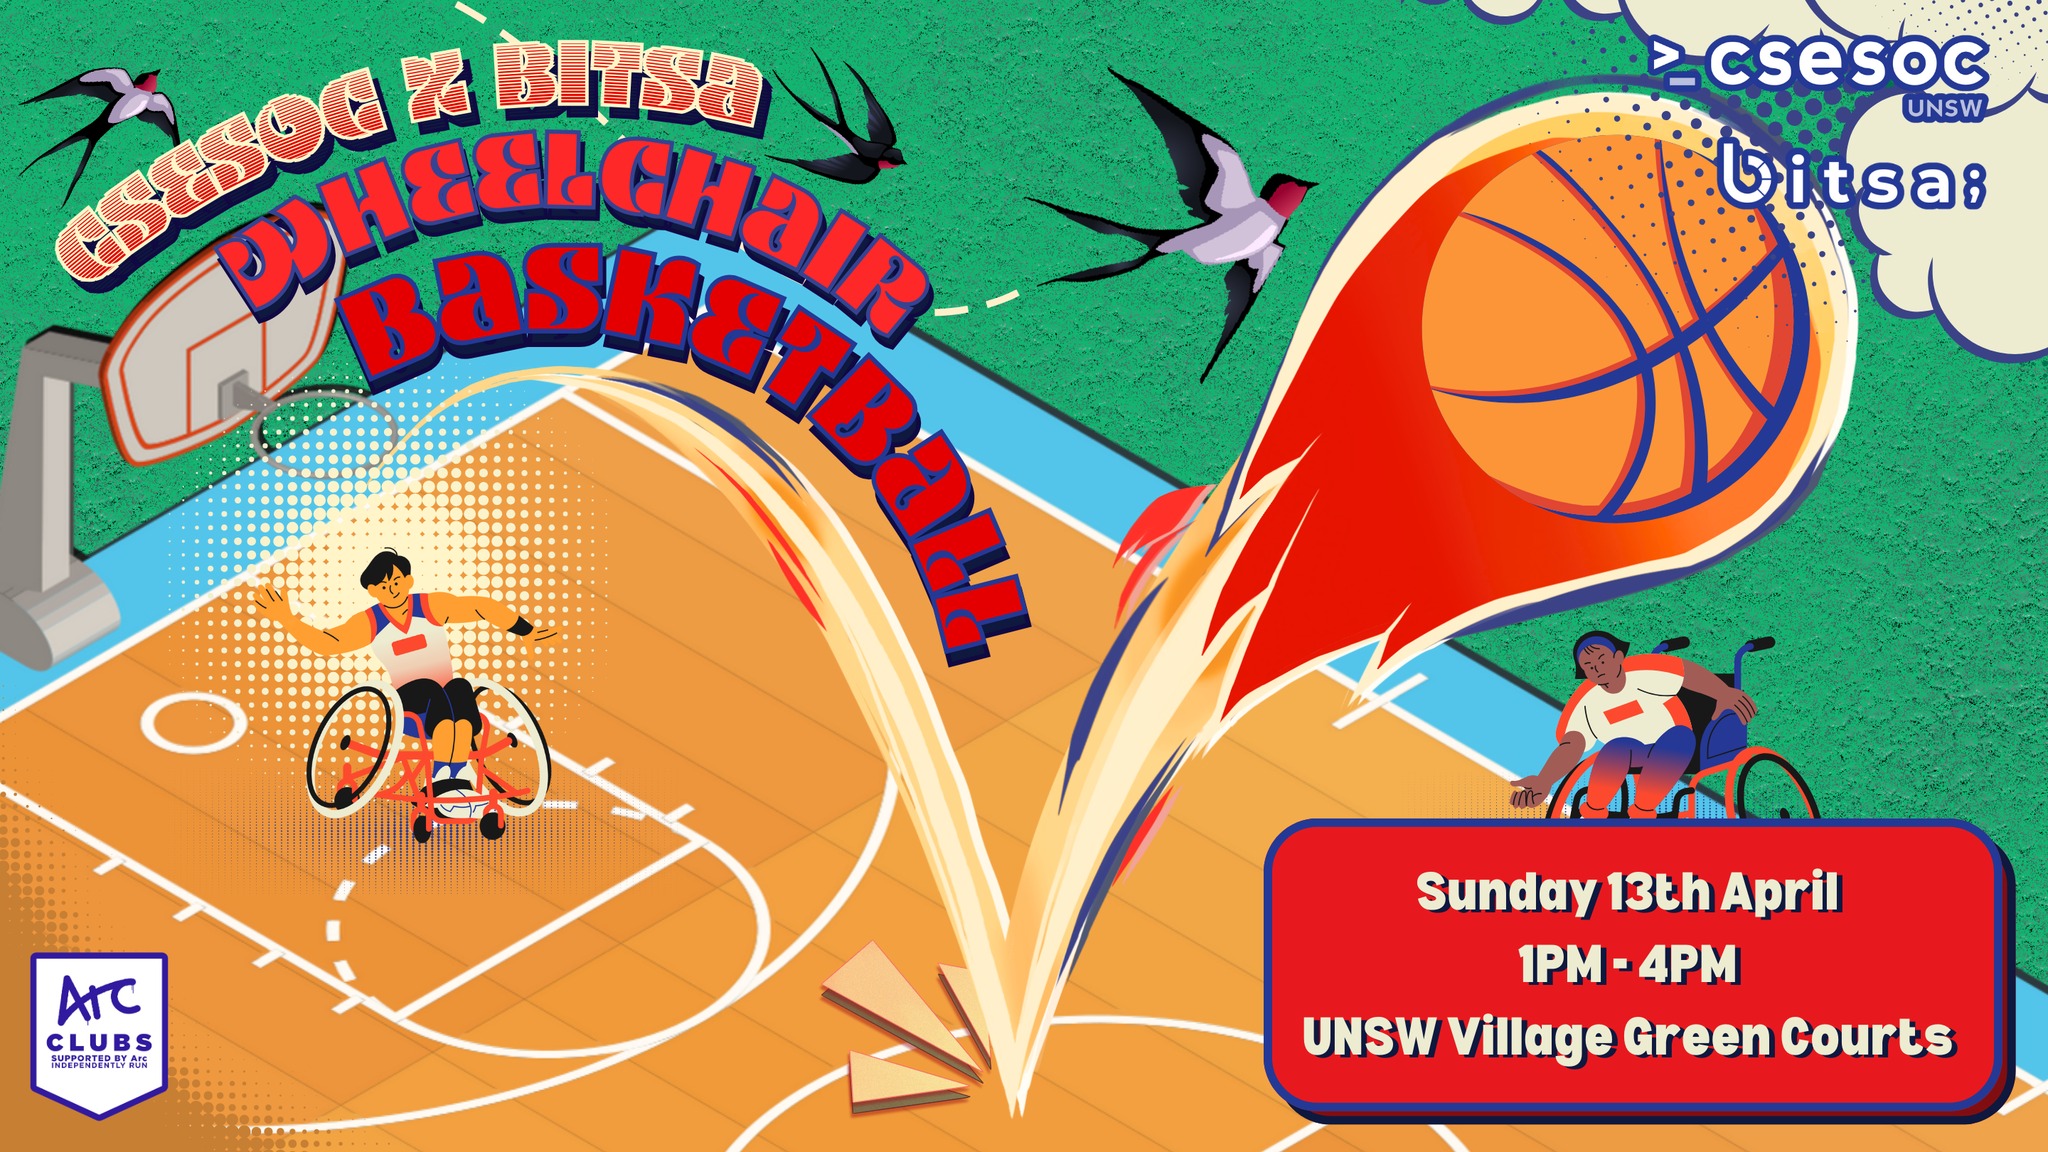 CSESOC X BITSA
WHEELCHAIR
BASKETBALL
>_csesoc
UNSW
bitsa;
Sunday 13th April
1PM - 4PM
UNSW Village Green Courts
Arc
CLUBS
SUPPORTED BY Arc
INDEPENDENTLY RUN